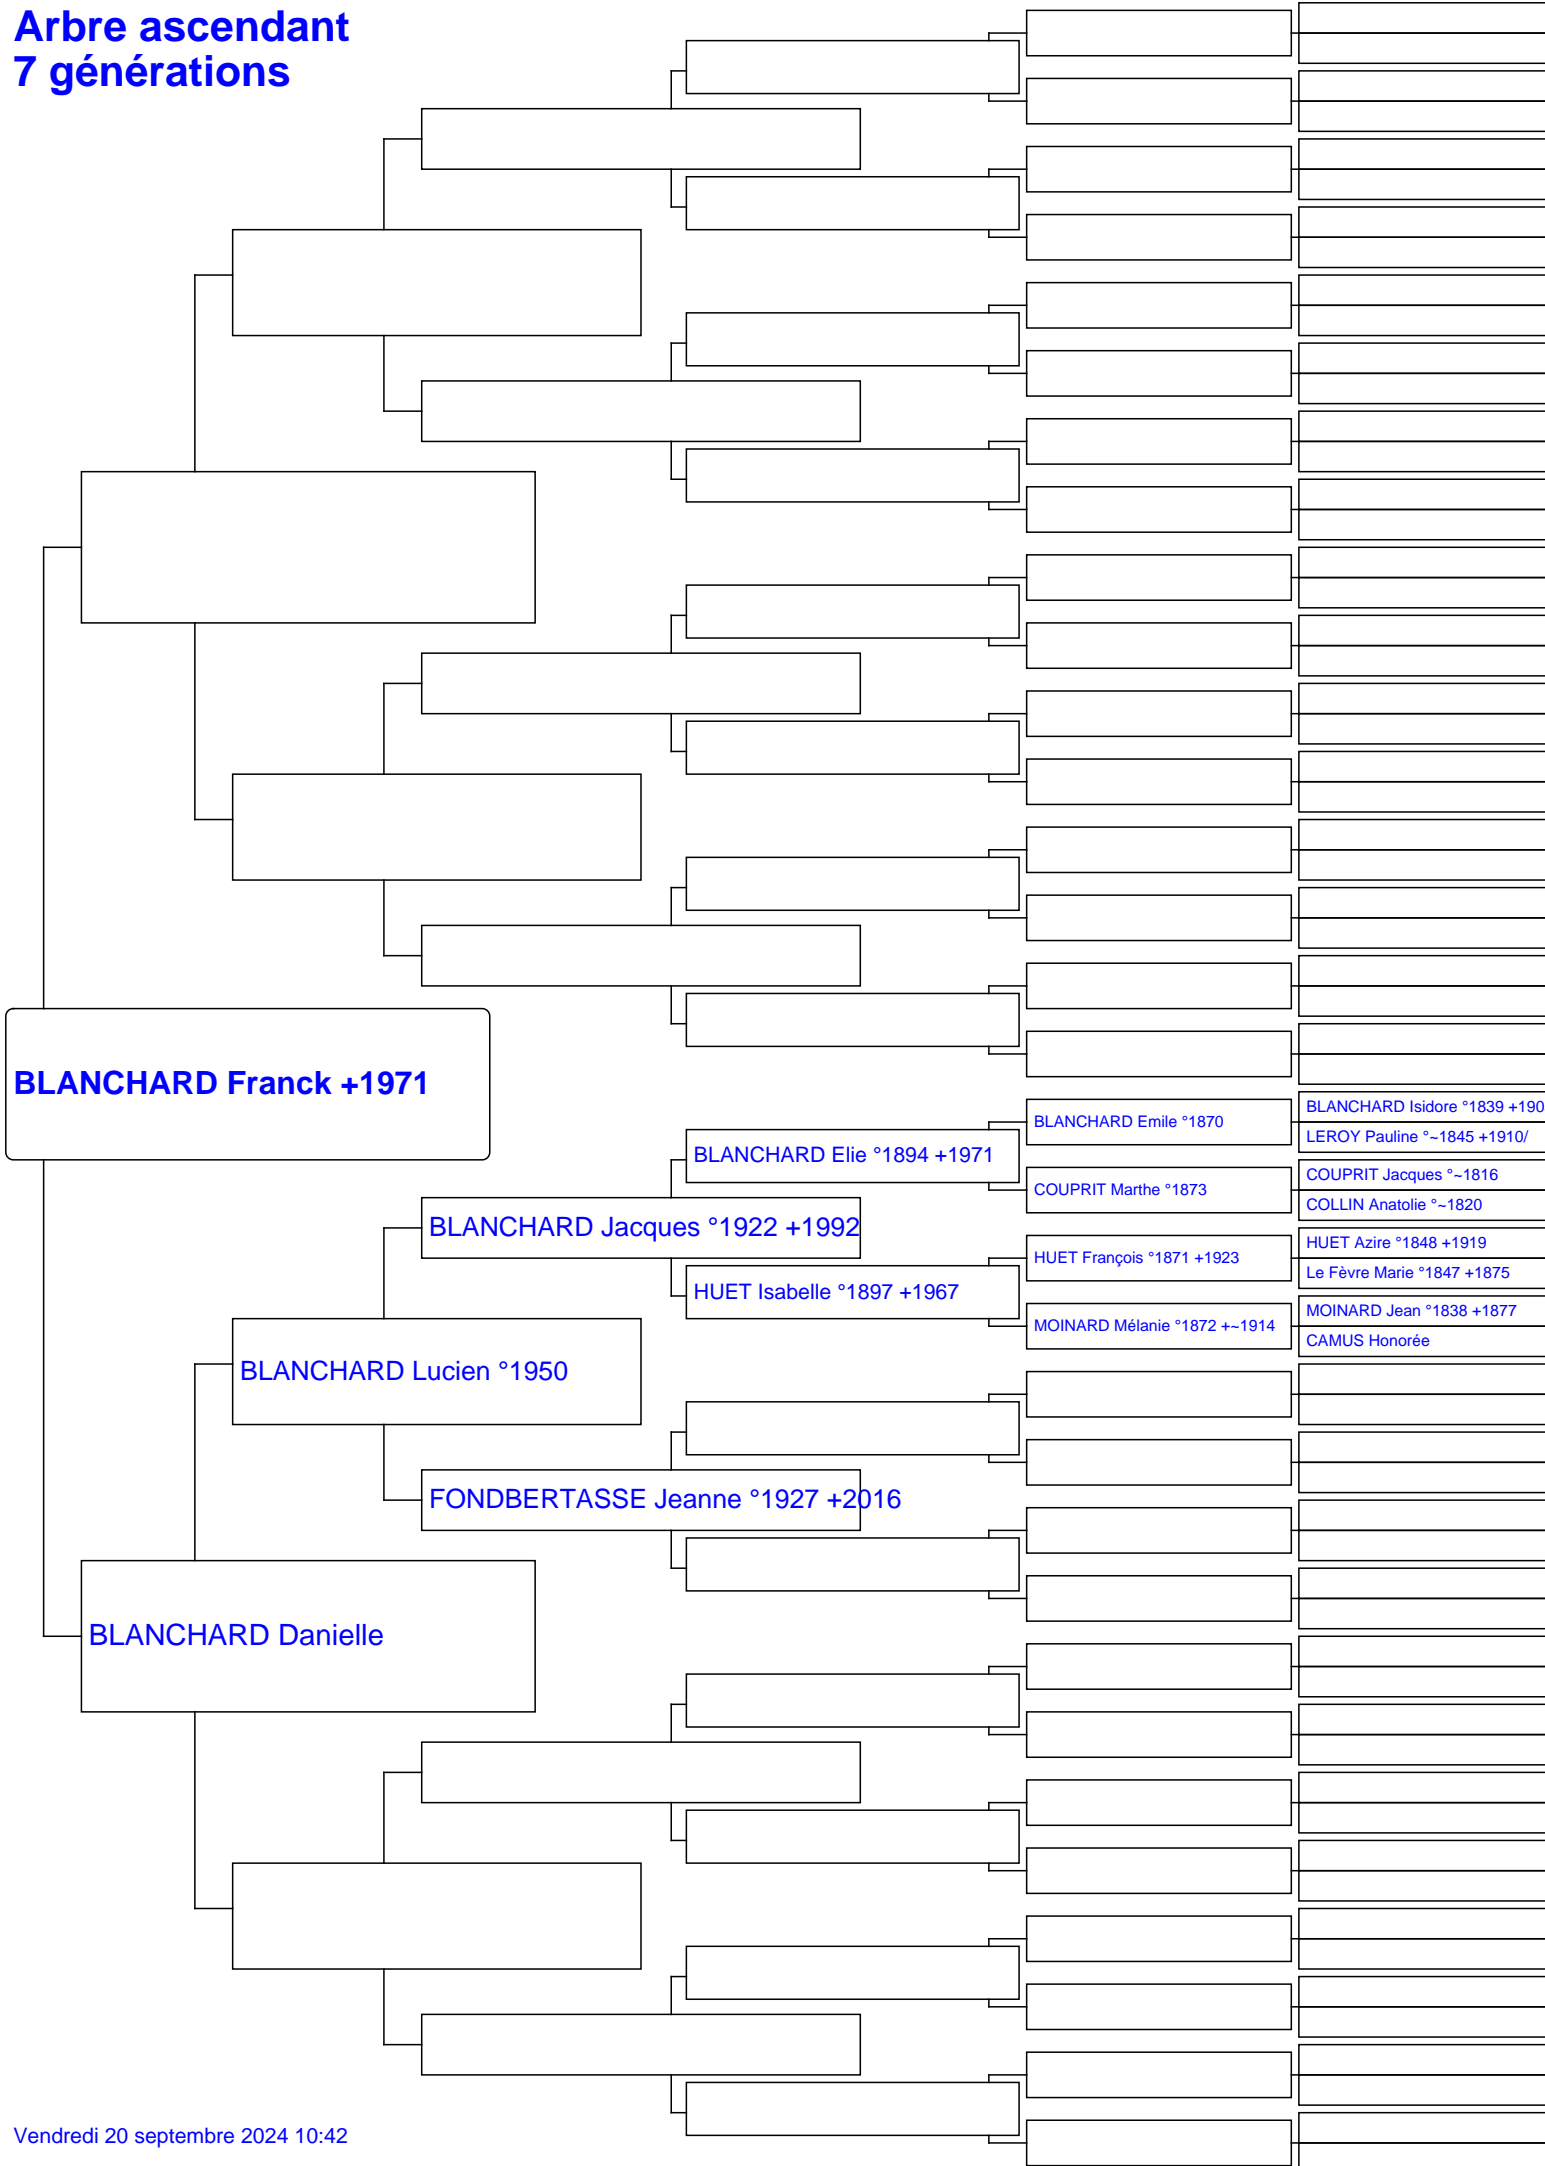 Arbre ascendant
7 générations
BLANCHARD Franck +1971
BLANCHARD Danielle
BLANCHARD Lucien °1950
BLANCHARD Jacques °1922 +1992
FONDBERTASSE Jeanne °1927 +2016
BLANCHARD Elie °1894 +1971
HUET Isabelle °1897 +1967
BLANCHARD Emile °1870
COUPRIT Marthe °1873
HUET François °1871 +1923
MOINARD Mélanie °1872 +~1914
BLANCHARD Isidore °1839 +190
LEROY Pauline °~1845 +1910/
COUPRIT Jacques °~1816
COLLIN Anatolie °~1820
HUET Azire °1848 +1919
Le Fèvre Marie °1847 +1875
MOINARD Jean °1838 +1877
CAMUS Honorée
Vendredi 20 septembre 2024 10:42